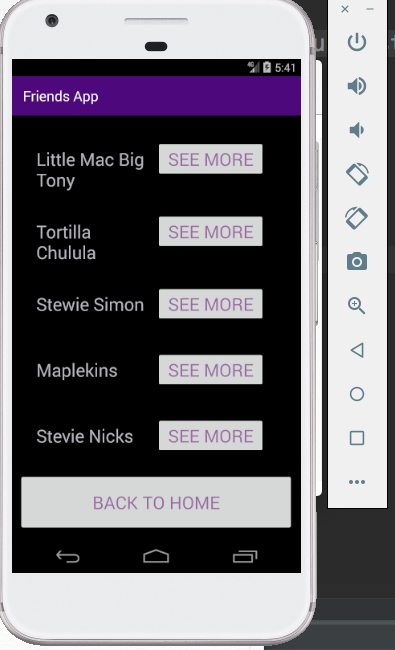 5:41
Friends App
Little Mac Big SEE MORE
Tony
Tortilla SEE MORE
Chulula
Stewie Simon SEE MORE
Maplekins SEE MORE
Stevie Nicks SEE MORE
BACK TO HOME